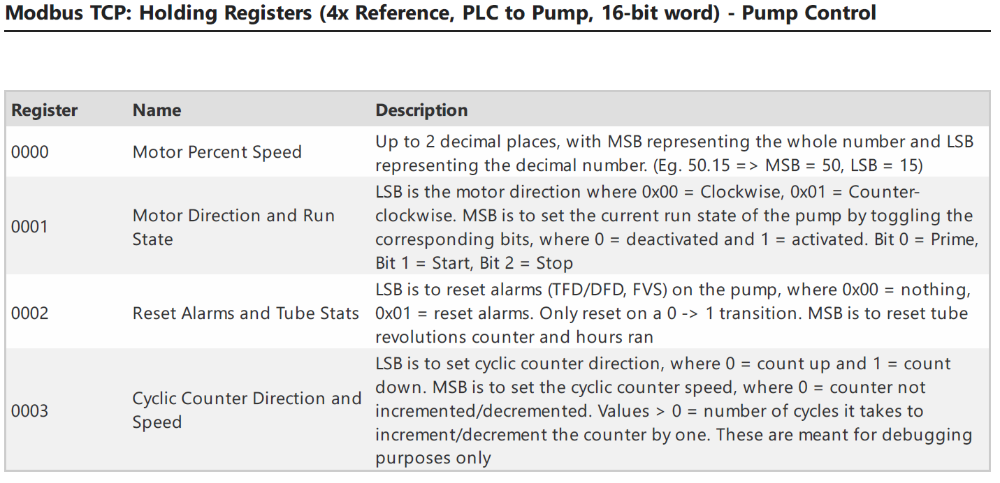 Modbus TCP: Holding Registers (4x Reference, PLC to Pump, 16-bit word) - Pump Control
Register Name Description
0000 Motor Percent Speed
Up to 2 decimal places, with MSB representing the whole number and LSB
representing the decimal number. (Eg. 50.15 => MSB = 50, LSB = 15)
0001 Motor Direction and Run
State
LSB is the motor direction where 0x00 = Clockwise, 0x01 = Counter-
clockwise. MSB is to set the current run state of the pump by toggling the
corresponding bits, where 0 = deactivated and 1 = activated. Bit 0 = Prime,
Bit 1 = Start, Bit 2 = Stop
0002 Reset Alarms and Tube Stats
LSB is to reset alarms (TFD/DFD, FVS) on the pump, where 0x00 = nothing,
0x01 = reset alarms. Only reset on a 0 -> 1 transition. MSB is to reset tube
revolutions counter and hours ran
0003 Cyclic Counter Direction and
Speed
LSB is to set cyclic counter direction, where 0 = count up and 1 = count
down. MSB is to set the cyclic counter speed, where 0 = counter not
incremented/decremented. Values > 0 = number of cycles it takes to
increment/decrement the counter by one. These are meant for debugging
purposes only